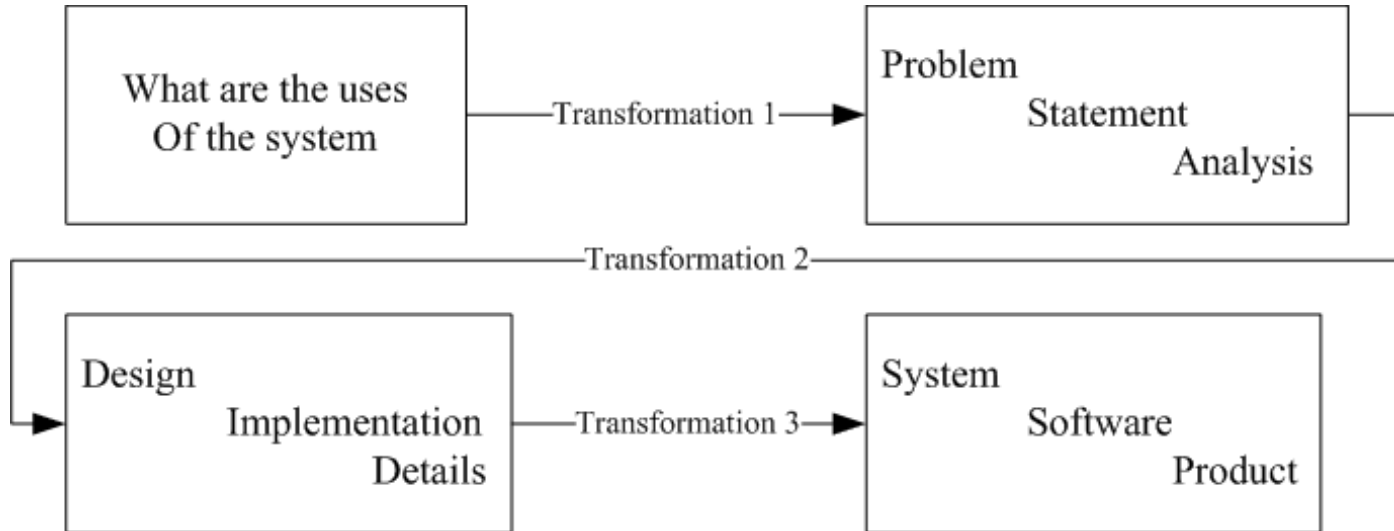 What are the uses
Of the system
Transformation 1
Problem
Statement
Analysis
Transformation 2
Design
Implementation
Details
Transformation 3
System
Software
Product